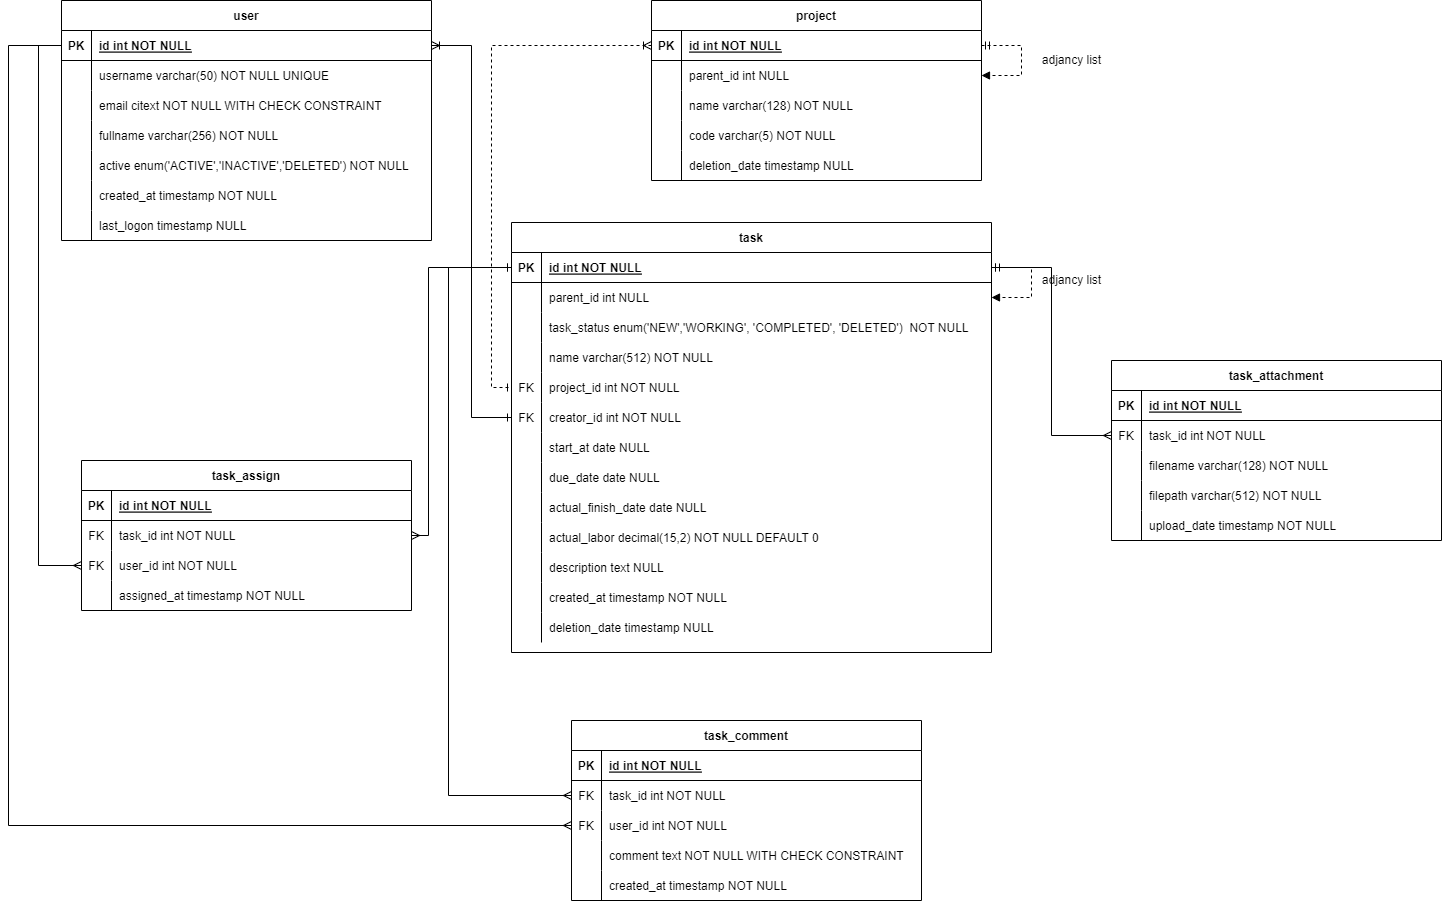 user
PK id int NOT NULL
username varchar(50) NOT NULL UNIQUE
email citext NOT NULL WITH CHECK CONSTRAINT
fullname varchar(256) NOT NULL
active enum('ACTIVE','INACTIVE','DELETED') NOT NULL
created_at timestamp NOT NULL
last_logon timestamp NULL
project
PK id int NOT NULL
parent_id int NULL
name varchar(128) NOT NULL
code varchar(5) NOT NULL
deletion_date timestamp NULL
adjancy list
task
PK id int NOT NULL
parent_id int NULL
task_status enum('NEW','WORKING', 'COMPLETED', 'DELETED')  NOT NULL
name varchar(512) NOT NULL
FK project_id int NOT NULL
FK creator_id int NOT NULL
start_at date NULL
due_date date NULL
actual_finish_date date NULL
actual_labor decimal(15,2) NOT NULL DEFAULT 0
description text NULL
created_at timestamp NOT NULL
deletion_date timestamp NULL
adjancy list
task_attachment
PK id int NOT NULL
FK task_id int NOT NULL
filename varchar(128) NOT NULL
filepath varchar(512) NOT NULL
upload_date timestamp NOT NULL
task_assign
PK id int NOT NULL
FK task_id int NOT NULL
FK user_id int NOT NULL
assigned_at timestamp NOT NULL
task_comment
PK id int NOT NULL
FK task_id int NOT NULL
FK user_id int NOT NULL
comment text NOT NULL WITH CHECK CONSTRAINT
created_at timestamp NOT NULL